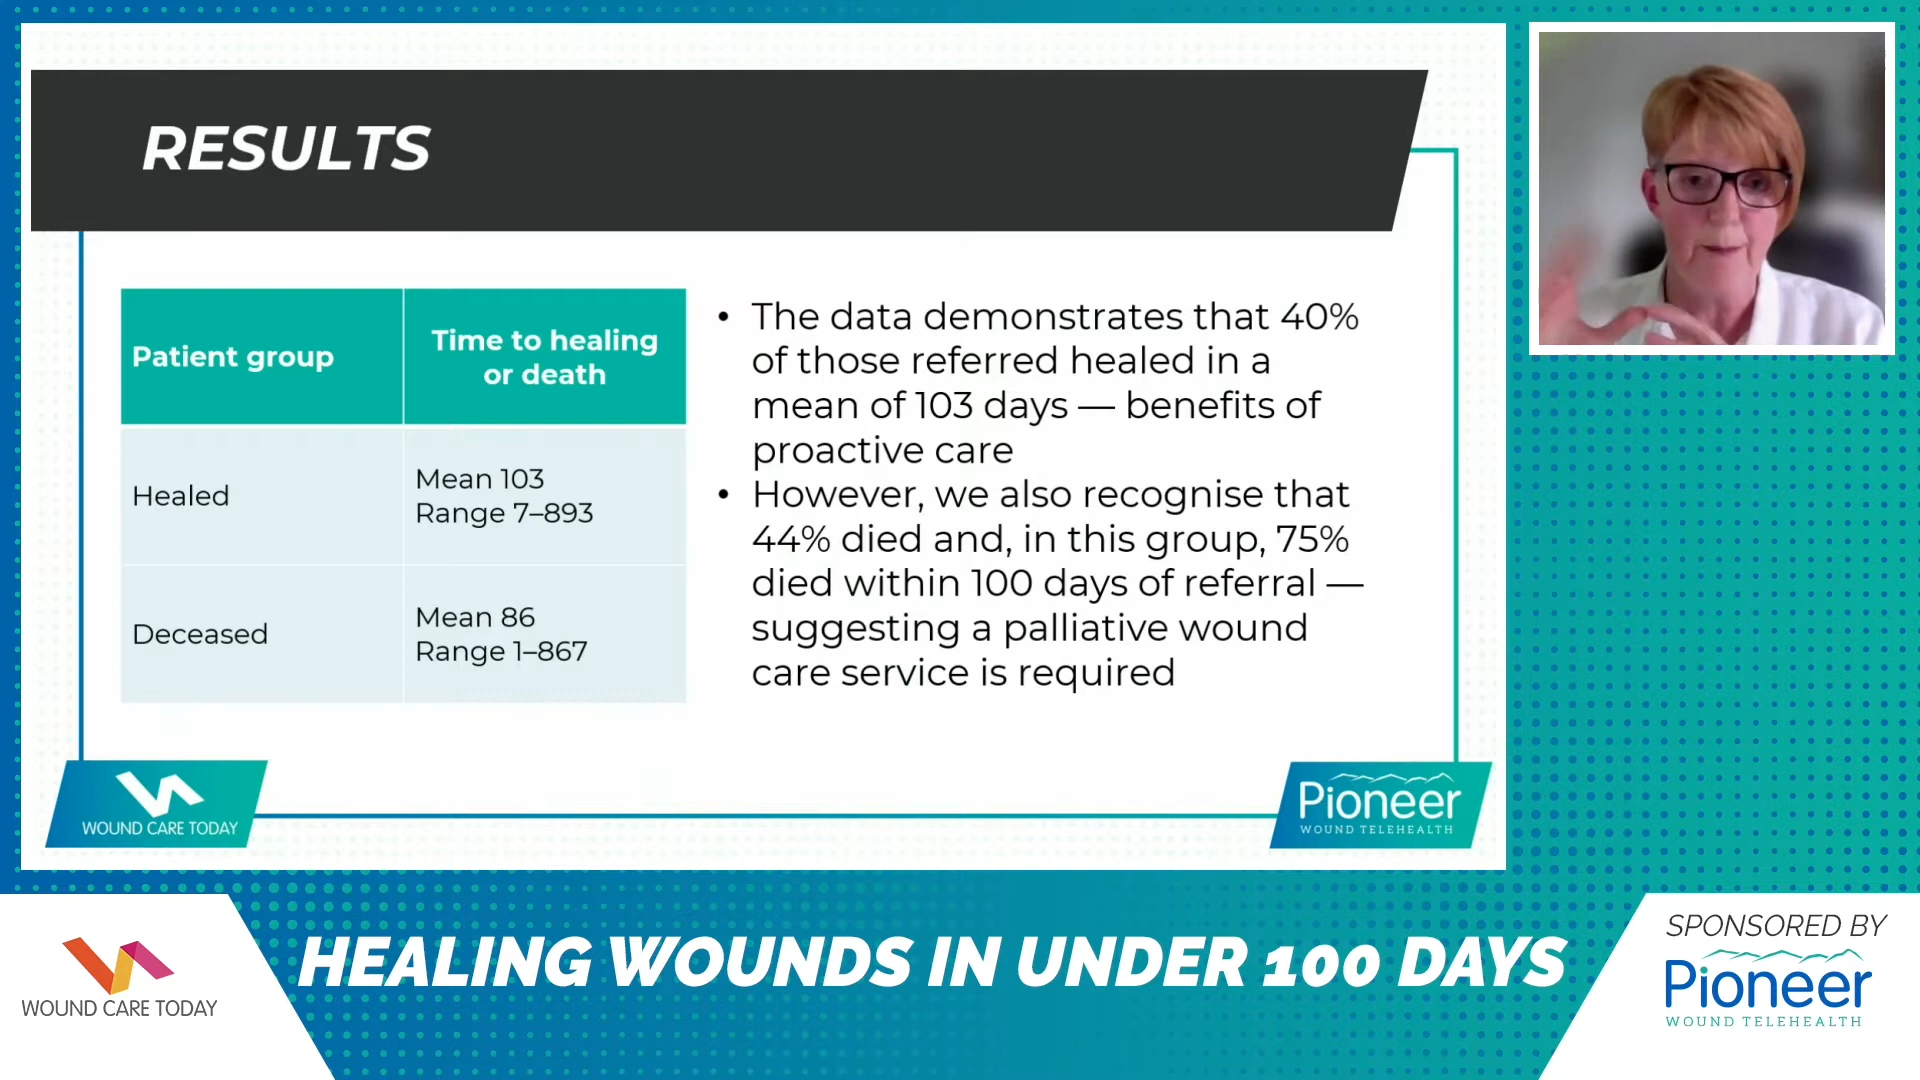 RESULTS
Patient group
Time to healing
or death
Healed
Mean 103
Range 7–893
Deceased
Mean 86
Range 1–867
• The data demonstrates that 40%
of those referred healed in a
mean of 103 days — benefits of
proactive care
• However, we also recognise that
44% died and, in this group, 75%
died within 100 days of referral —
suggesting a palliative wound
care service is required
WOUND CARE TODAY
Pioneer
WOUND TELEHEALTH
WOUND CARE TODAY
HEALING WOUNDS IN UNDER 100 DAYS
SPONSORED BY
Pioneer
WOUND TELEHEALTH